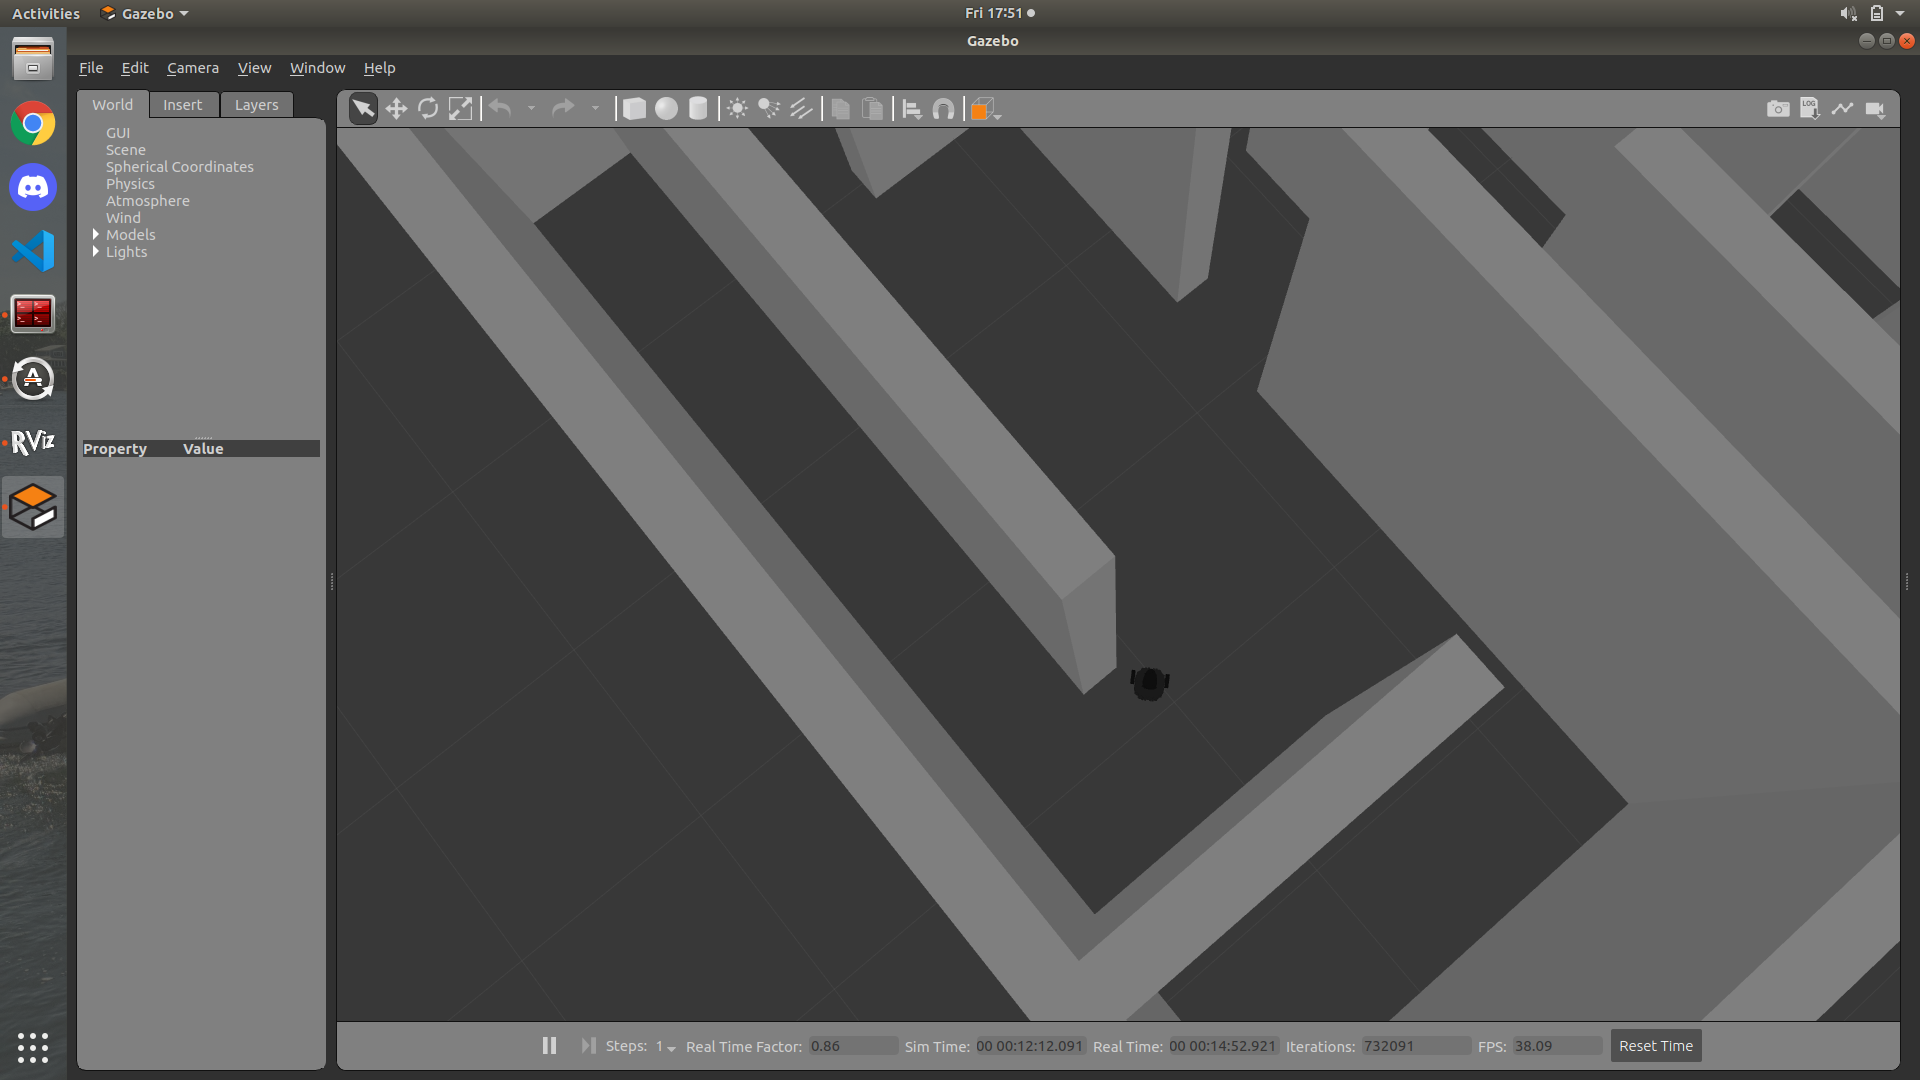 Activities Gazebo Fri 17:51
Gazebo
File Edit Camera View Window Help
World Insert Layers
GUI
Scene
Spherical Coordinates
Physics
Atmosphere
Wind
Models
Lights
LOG
RViz
Property Value
Steps: 1 Real Time Factor: 0.86 Sim Time: 00 00:12:12.091 Real Time: 00 00:14:52.921 Iterations: 732091 FPS: 38.09 Reset Time